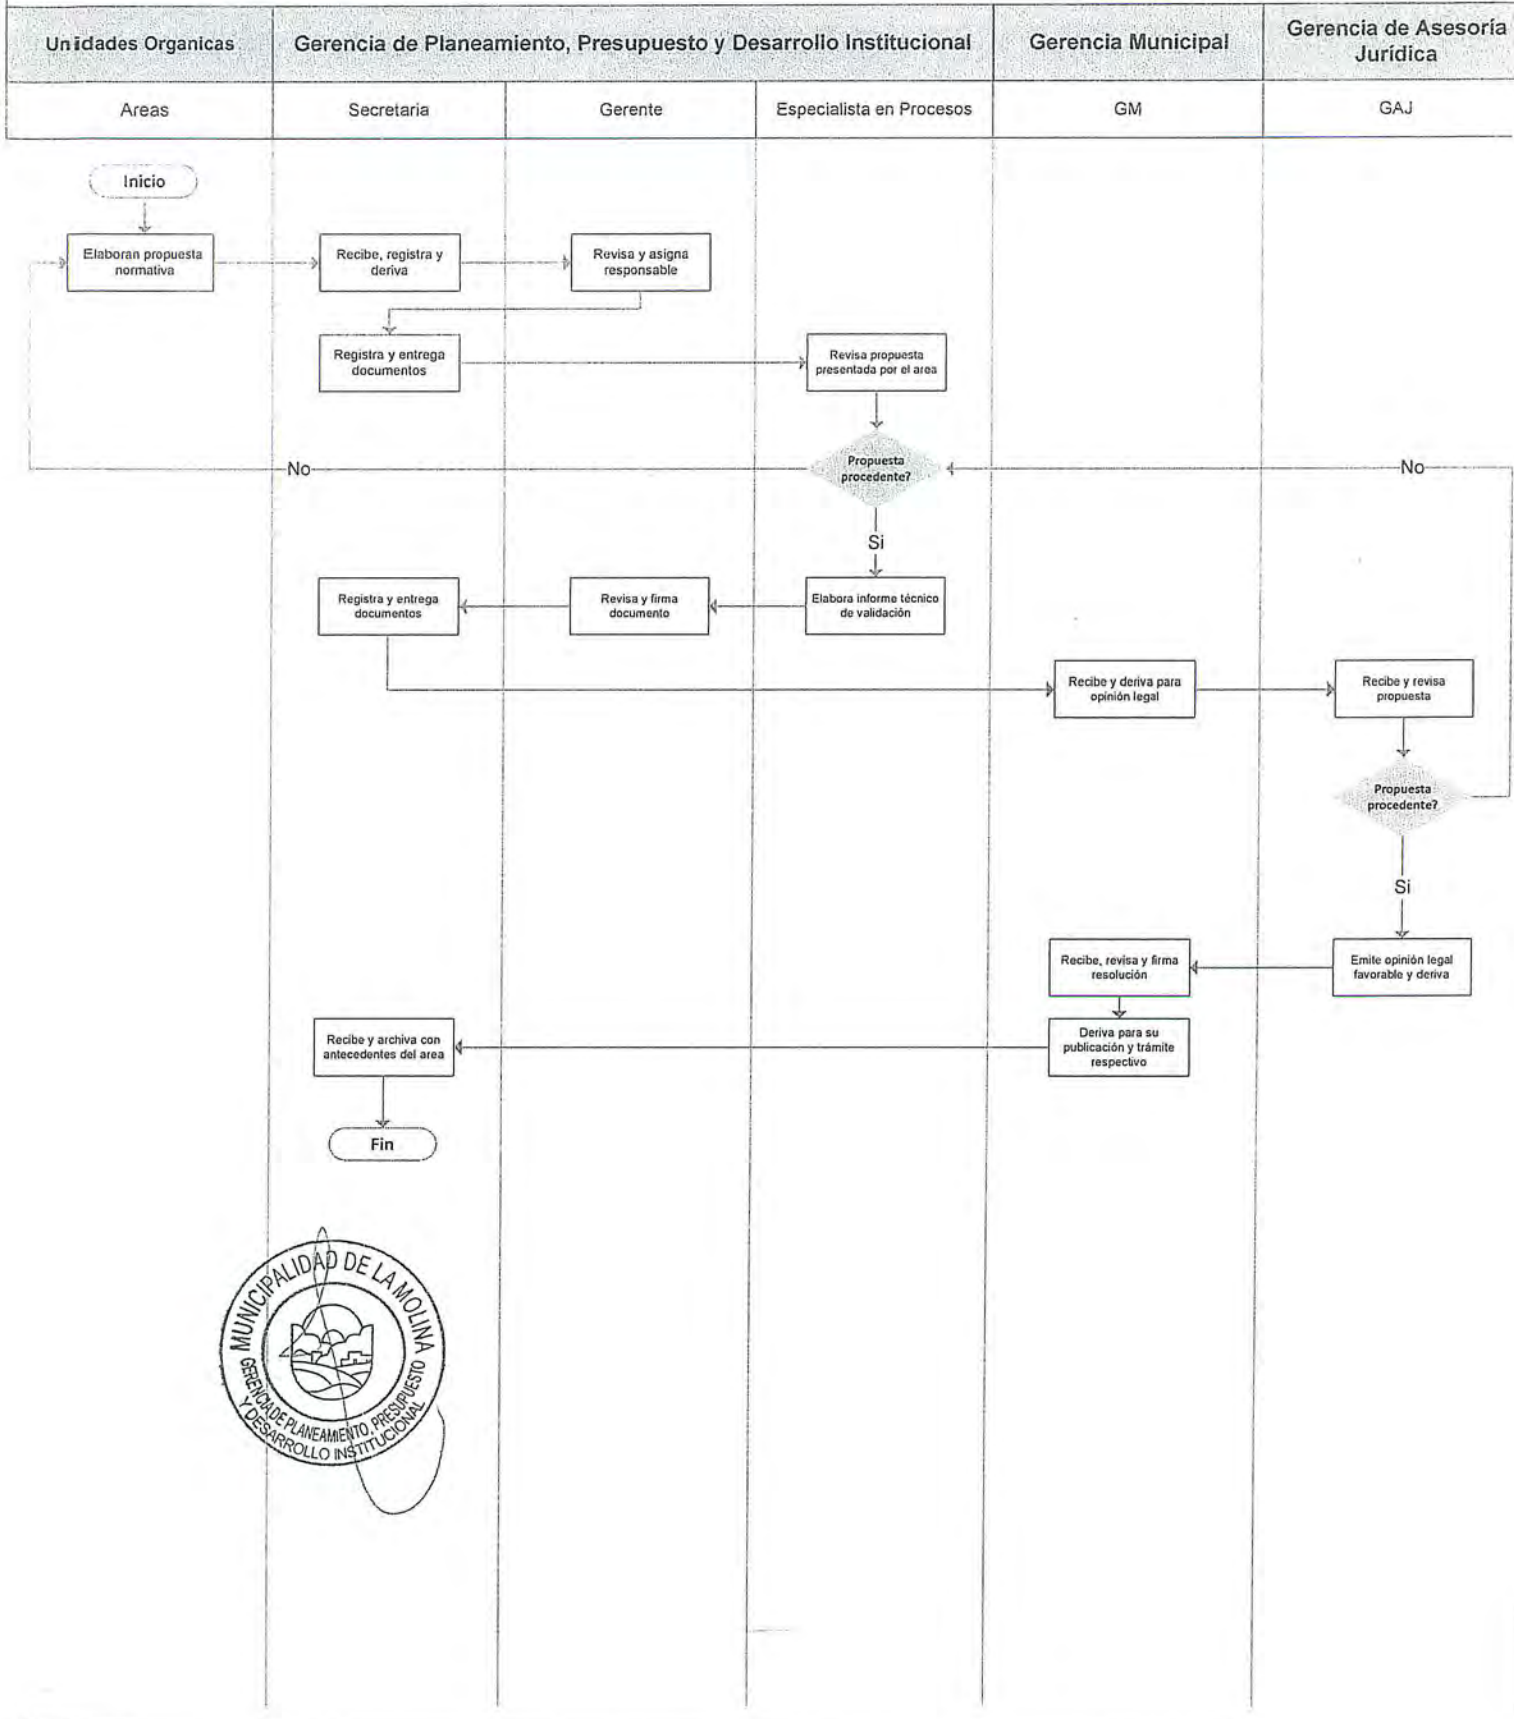 Unidades Organicas
Gerencia de Planeamiento, Presupuesto y Desarrollo Institucional
Gerencia Municipal
Gerencia de Asesoría
Jurídica
Areas
Secretaria
Gerente
Especialista en Procesos
GM
GAJ
Inicio
Elaboran propuesta
normativa
Recibe, registra y
deriva
Revisa y asigna
responsable
Registra y entrega
documentos
Revisa propuesta
presentada por el area
No
Propuesta
procedente?
No
Si
Registra y entrega
documentos
Revisa y firma
documento
Elabora informe técnico
de validación
Recibe y deriva para
opinión legal
Recibe y revisa
propuesta
Propuesta
procedente?
Si
Recibe, revisa y firma
resolución
Emite opinión legal
favorable y deriva
Recibe y archiva con
antecedentes del area
Deriva para su
publicación y trámite
respectivo
Fin
MUNICIPALIDAD DE LA MOLINA
GERENCIA DE PLANEAMIENTO, PRESUPUESTO
Y DESARROLLO INSTITUCIONAL